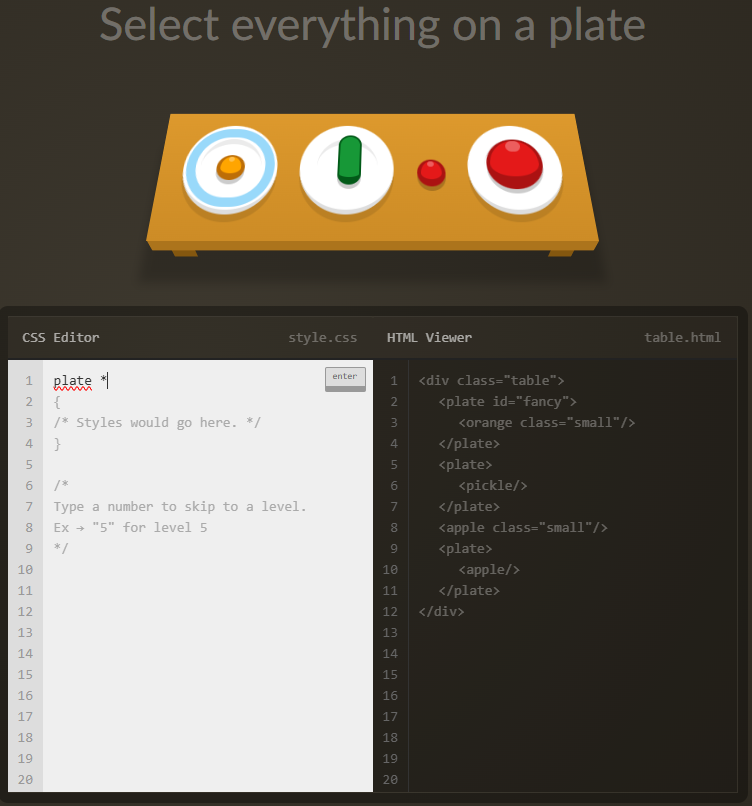 Select everything on a plate
CSS Editor style.css
HTML Viewer table.html
enter
1 plate *
2 {
3 /* Styles would go here. */
4 }
5
6 /*
7 Type a number to skip to a level.
8 Ex → "5" for level 5
9 */
10
11
12
13
14
15
16
17
18
19
20
1 <div class="table">
2 <plate id="fancy">
3 <orange class="small"/>
4 </plate>
5 <plate>
6 <pickle/>
7 </plate>
8 <apple class="small"/>
9 <plate>
10 <apple/>
11 </plate>
12 </div>
13
14
15
16
17
18
19
20